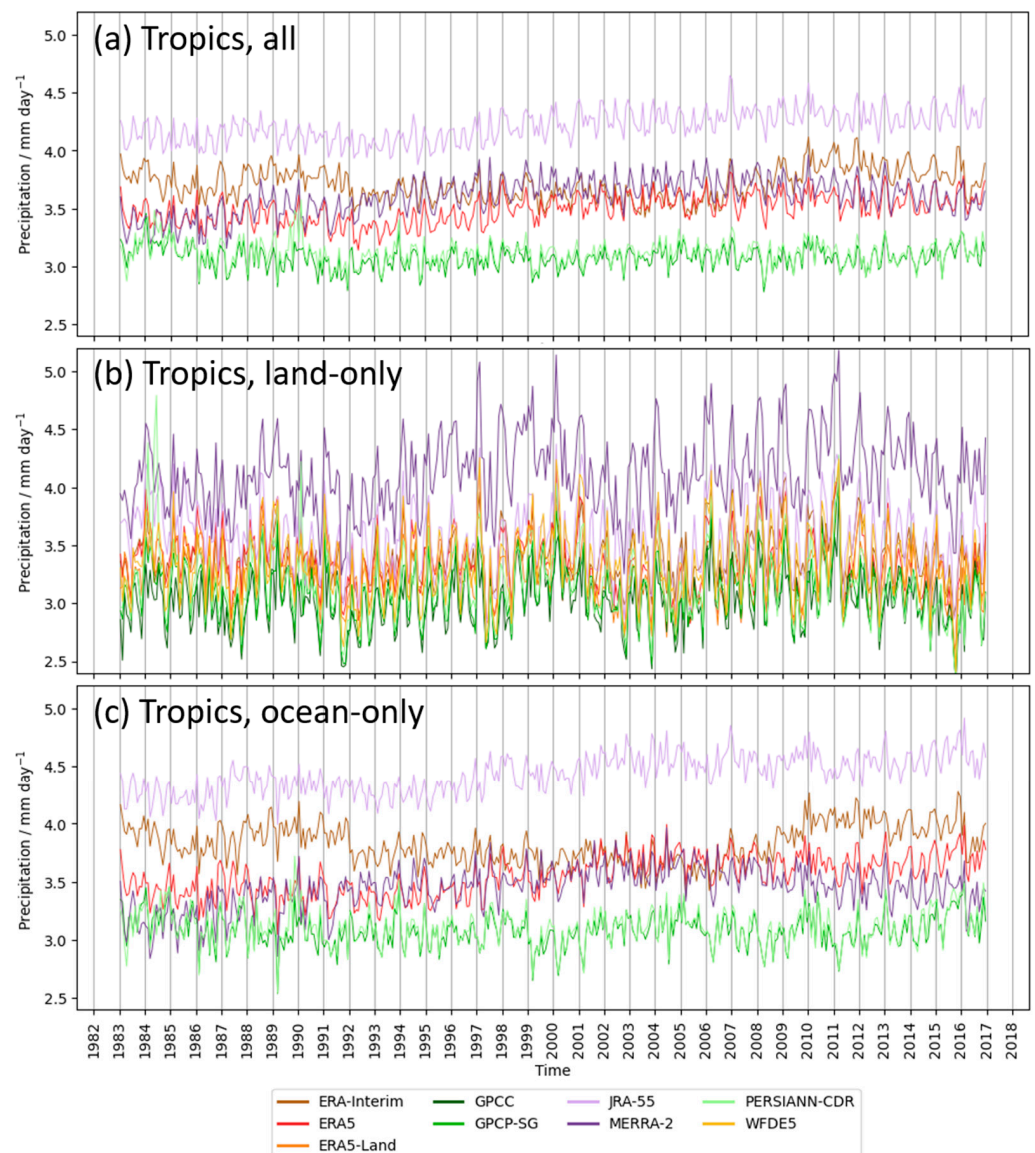 (a) Tropics, all
Precipitation / mm day⁻¹
5.0
4.5
4.0
3.5
3.0
2.5
(b) Tropics, land-only
Precipitation / mm day⁻¹
5.0
4.5
4.0
3.5
3.0
2.5
(c) Tropics, ocean-only
Precipitation / mm day⁻¹
5.0
4.5
4.0
3.5
3.0
2.5
1982 1983 1984 1985 1986 1987 1988 1989 1990 1991 1992 1993 1994 1995 1996 1997 1998 1999 2000 2001 2002 2003 2004 2005 2006 2007 2008 2009 2010 2011 2012 2013 2014 2015 2016 2017 2018
Time
ERA-Interim GPCC JRA-55 PERSIANN-CDR
ERA5 GPCP-SG MERRA-2 WFDE5
ERA5-Land